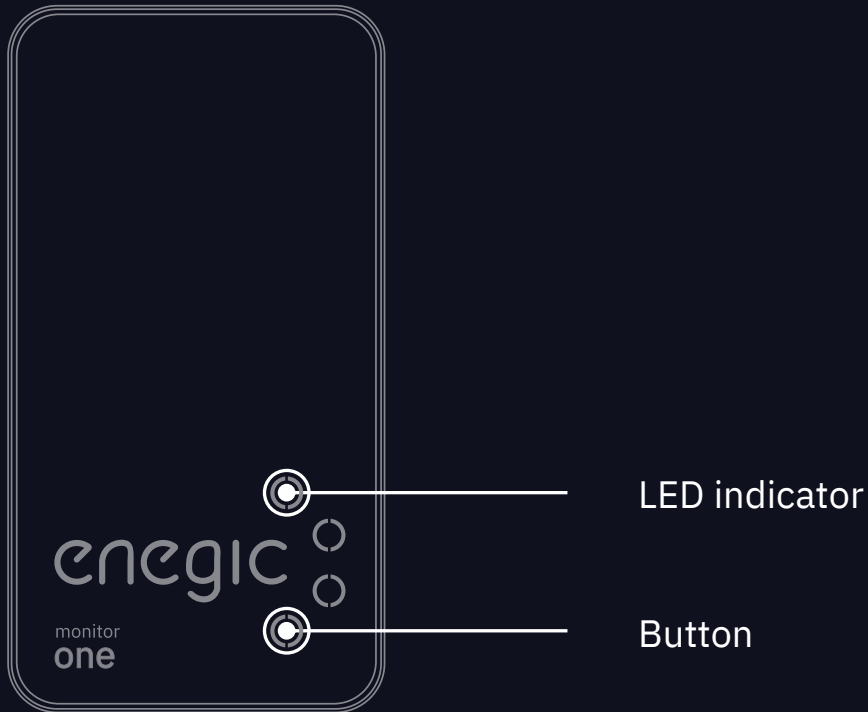 LED indicator
enegic
monitor
one
Button